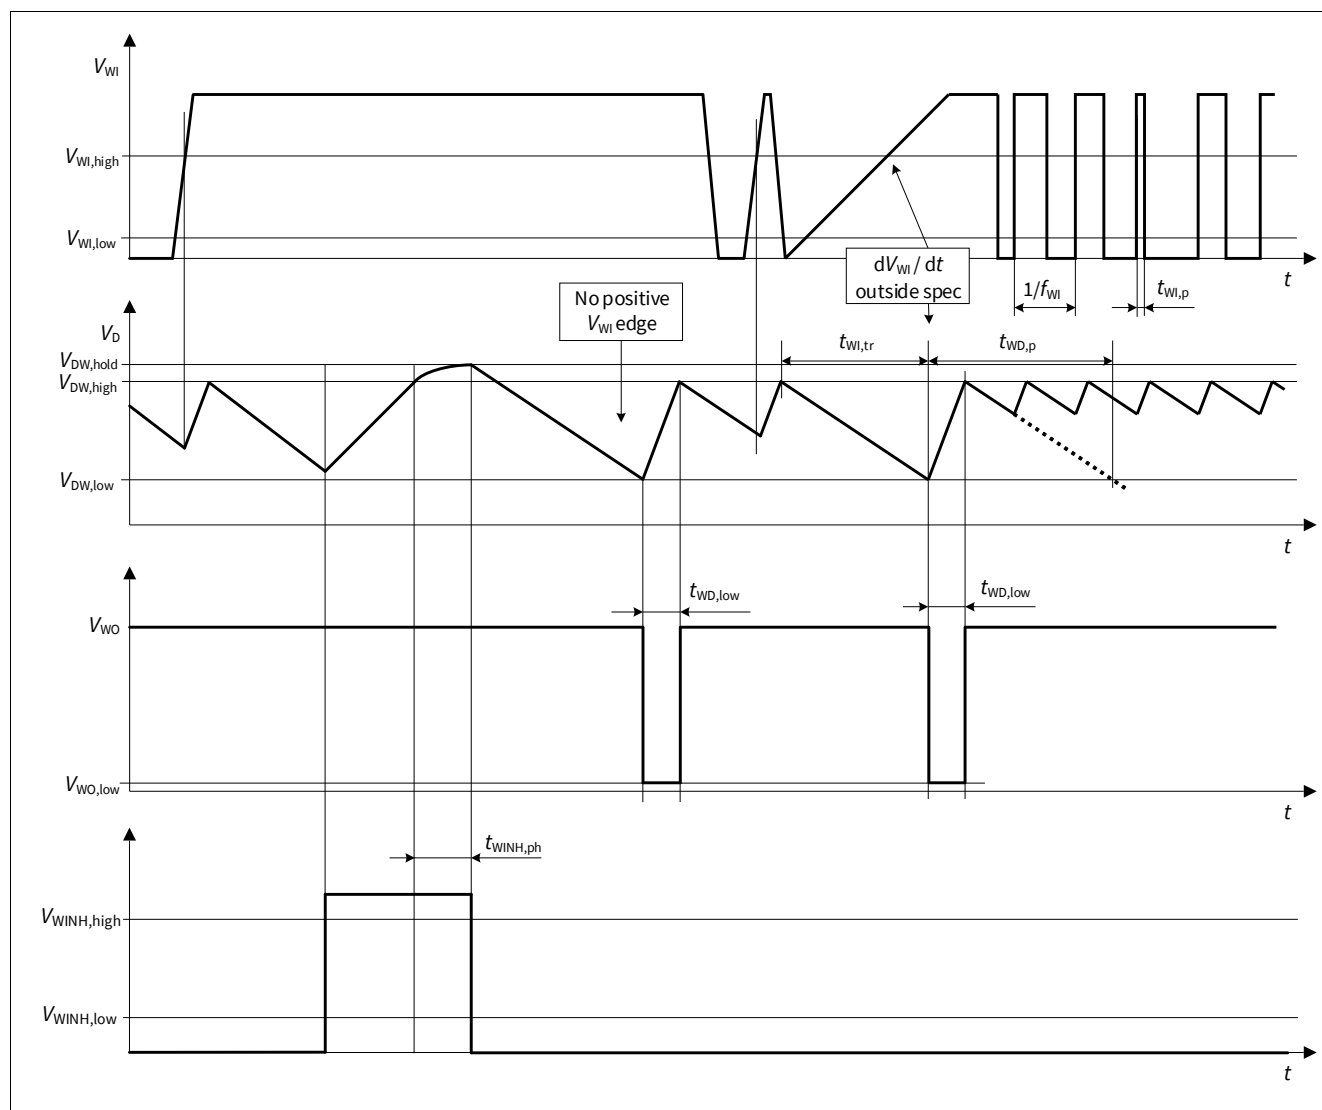 V_WI
V_WI,high
V_WI,low
dV_WI / dt
outside spec
t
1/f_WI
t_WI,p
No positive
V_WI edge
V_D
V_DW,hold
V_DW,high
t_WI,tr
t_WD,p
V_DW,low
t
t_WD,low
t_WD,low
V_WO
V_WO,low
t
t_WINH,ph
V_WINH,high
V_WINH,low
t